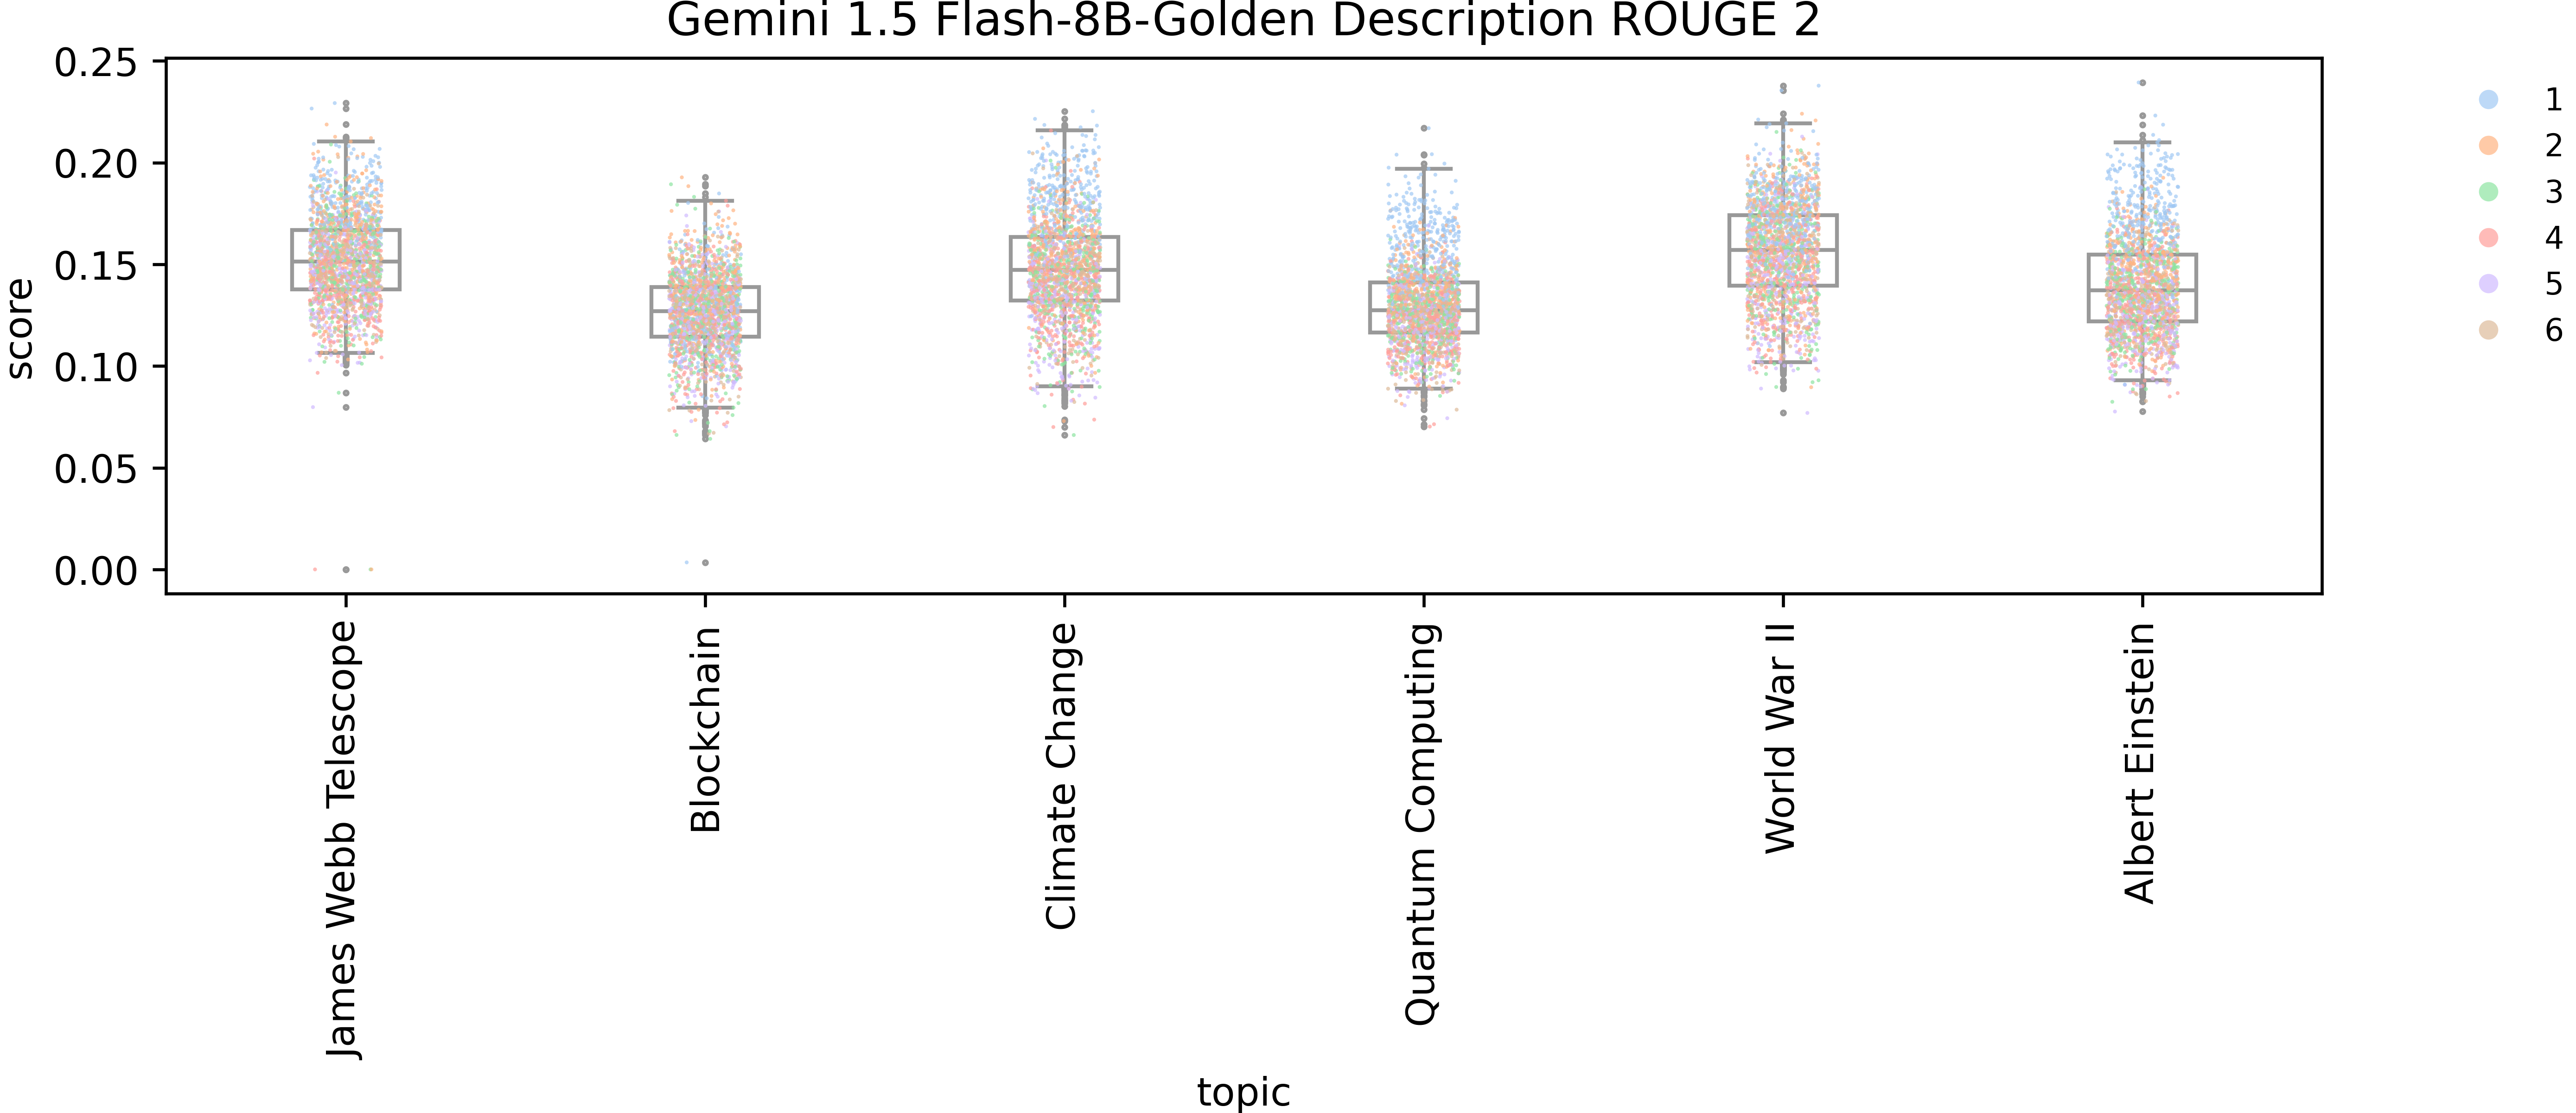 Gemini 1.5 Flash-8B-Golden Description ROUGE 2
0.25
0.20
0.15
0.10
0.05
0.00
score
James Webb Telescope
Blockchain
Climate Change
Quantum Computing
World War II
Albert Einstein
topic
1
2
3
4
5
6